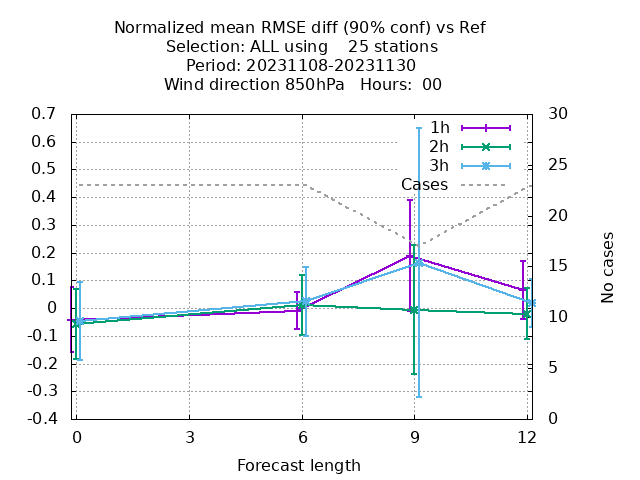 Normalized mean RMSE diff (90% conf) vs Ref
Selection: ALL using    25 stations
Period: 20231108-20231130
Wind direction 850hPa   Hours:  00
0.7
0.6
0.5
0.4
0.3
0.2
0.1
0
-0.1
-0.2
-0.3
-0.4
1h
2h
3h
Cases
30
25
20
15
10
5
0
No cases
0 3 6 9 12
Forecast length